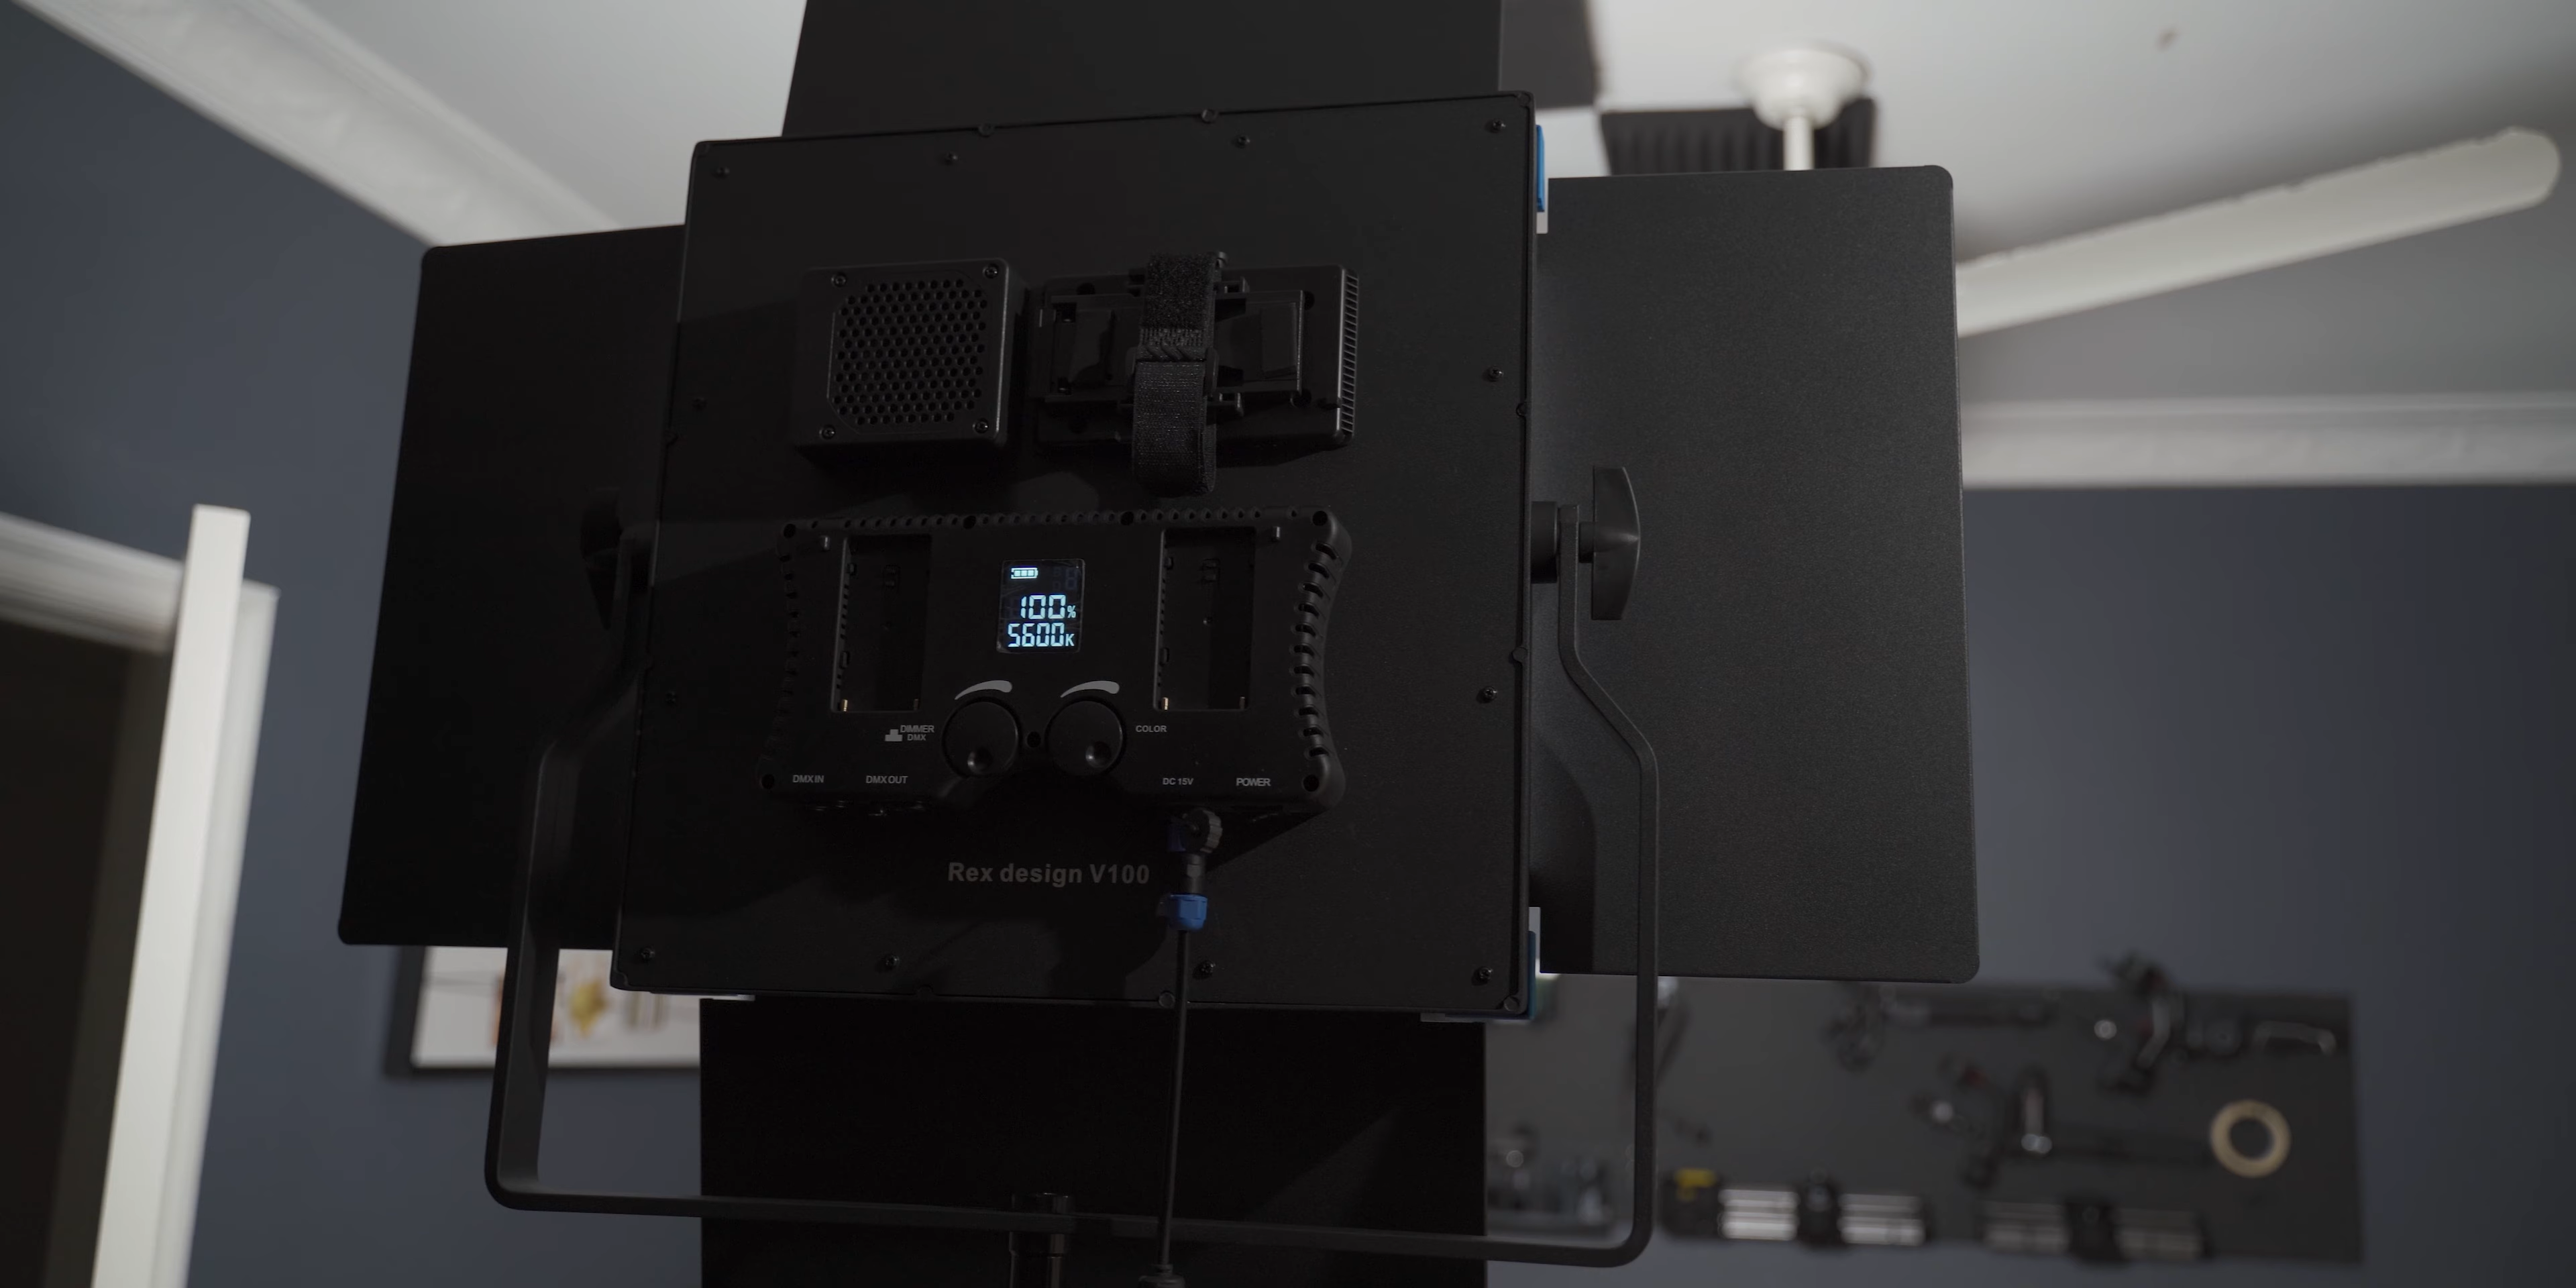 100%
5600K
DIMMER
DMX
COLOR
DMX IN
DMX OUT
DC 15V
POWER
Rex design V100